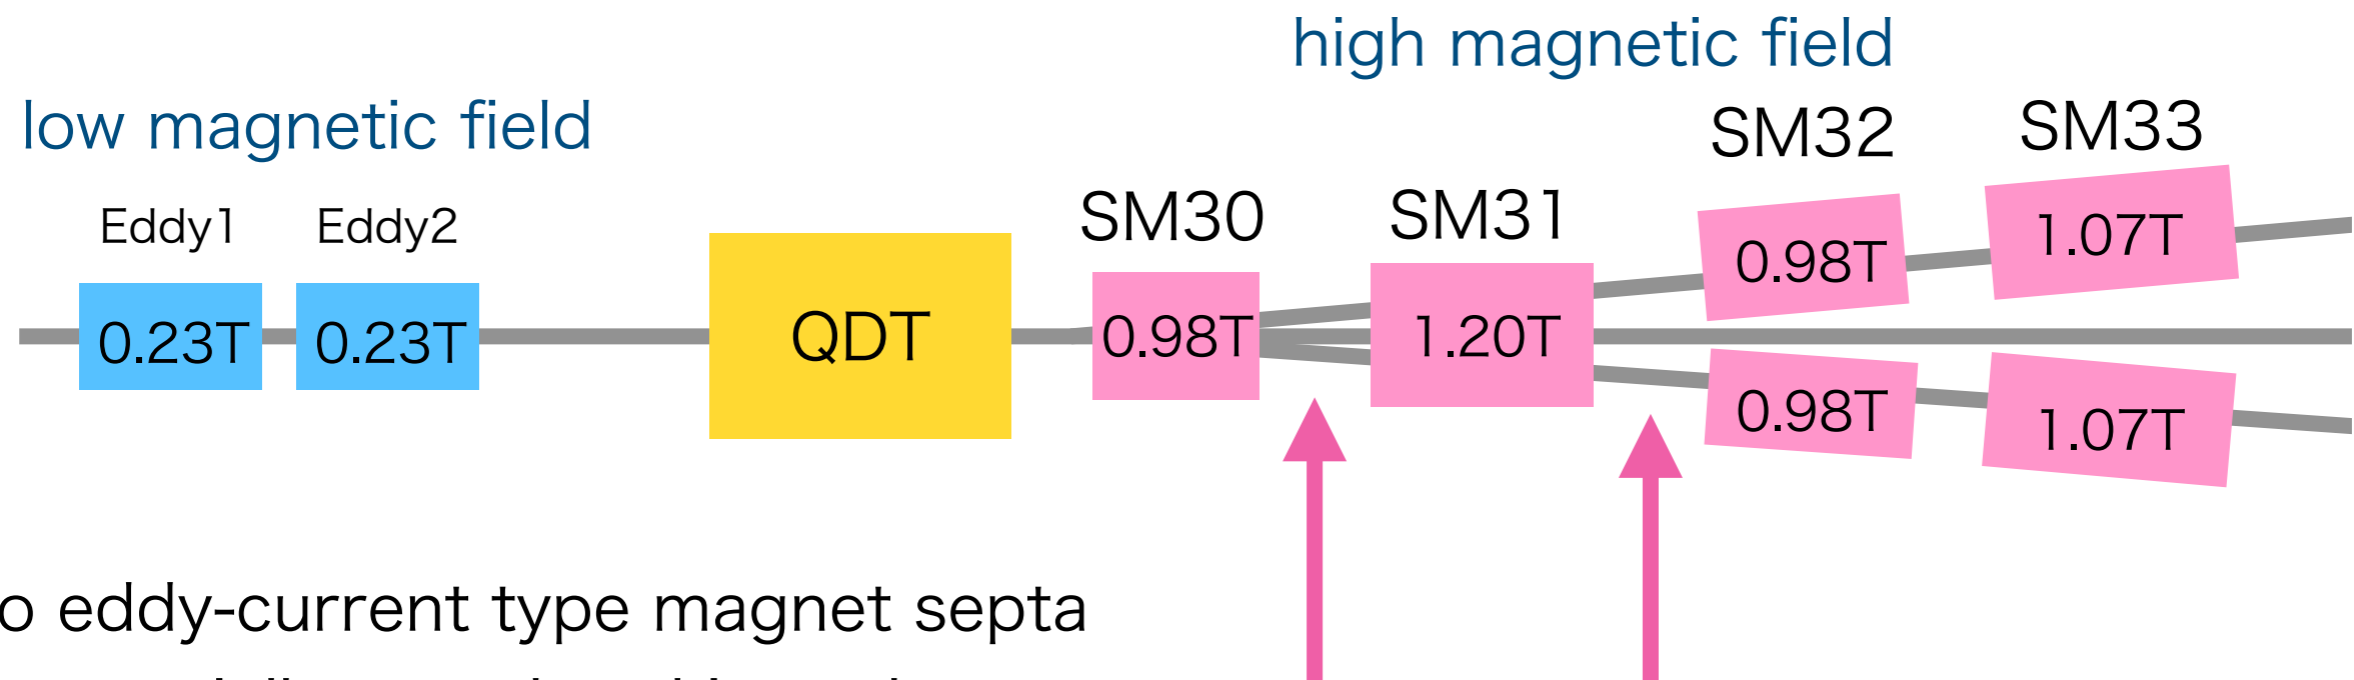 high magnetic field
low magnetic field
SM32 SM33
Eddy1 Eddy2 SM30 SM31
0.98T 1.07T
0.23T 0.23T QDT 0.98T 1.20T
0.98T 1.07T
o eddy-current type magnet septa